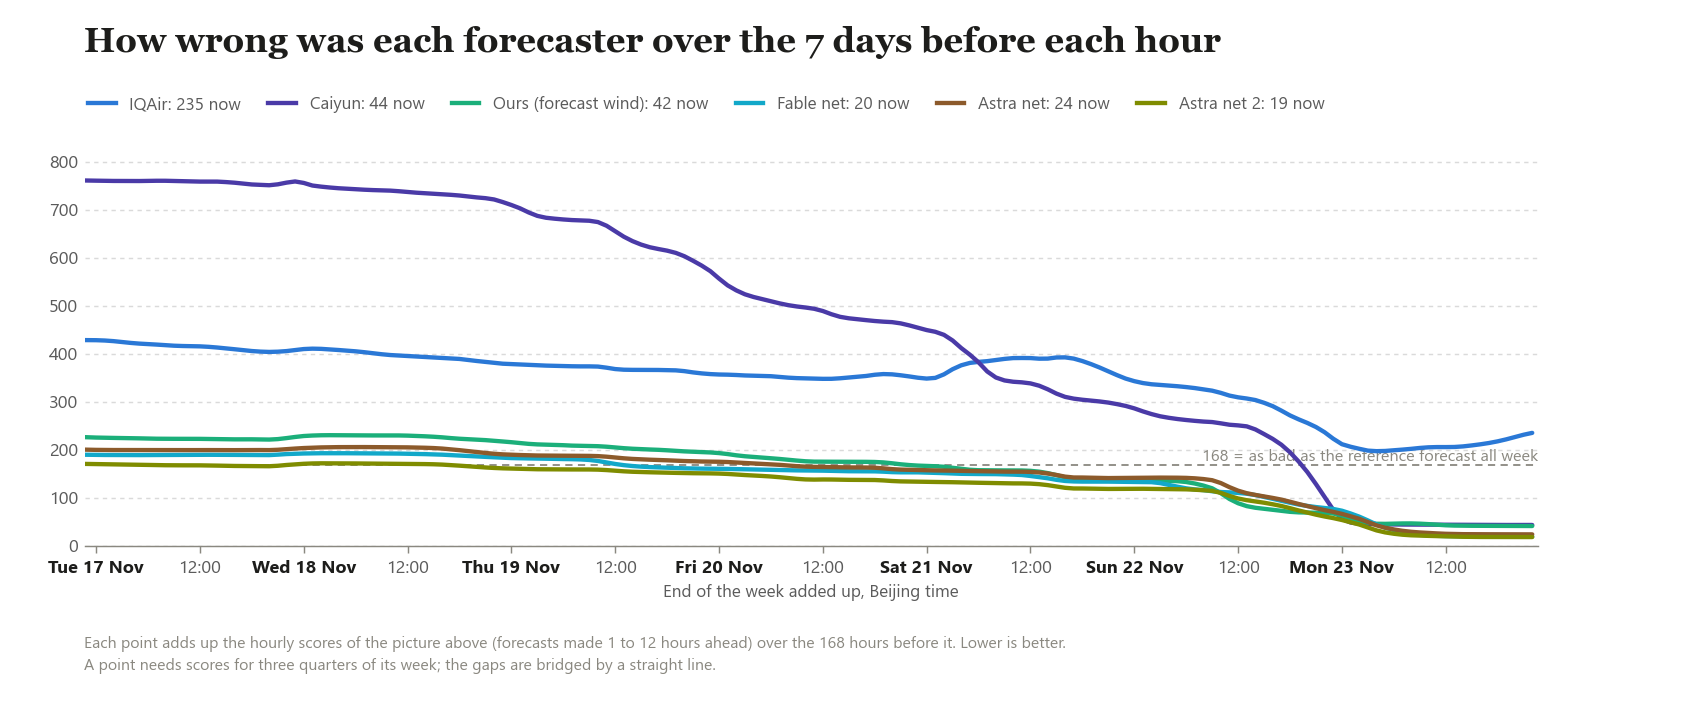 How wrong was each forecaster over the 7 days before each hour
IQAir: 235 now Caiyun: 44 now Ours (forecast wind): 42 now Fable net: 20 now Astra net: 24 now Astra net 2: 19 now
800
700
600
500
400
300
200
168 = as bad as the reference forecast all week
100
0
Tue 17 Nov 12:00 Wed 18 Nov 12:00 Thu 19 Nov 12:00 Fri 20 Nov 12:00 Sat 21 Nov 12:00 Sun 22 Nov 12:00 Mon 23 Nov 12:00
End of the week added up, Beijing time
Each point adds up the hourly scores of the picture above (forecasts made 1 to 12 hours ahead) over the 168 hours before it. Lower is better.
A point needs scores for three quarters of its week; the gaps are bridged by a straight line.